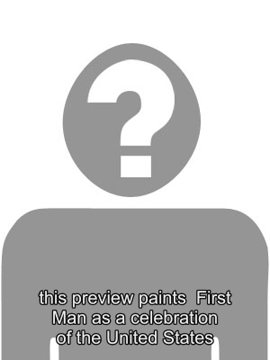 ?
this preview paints  First
Man as a celebration
of the United States